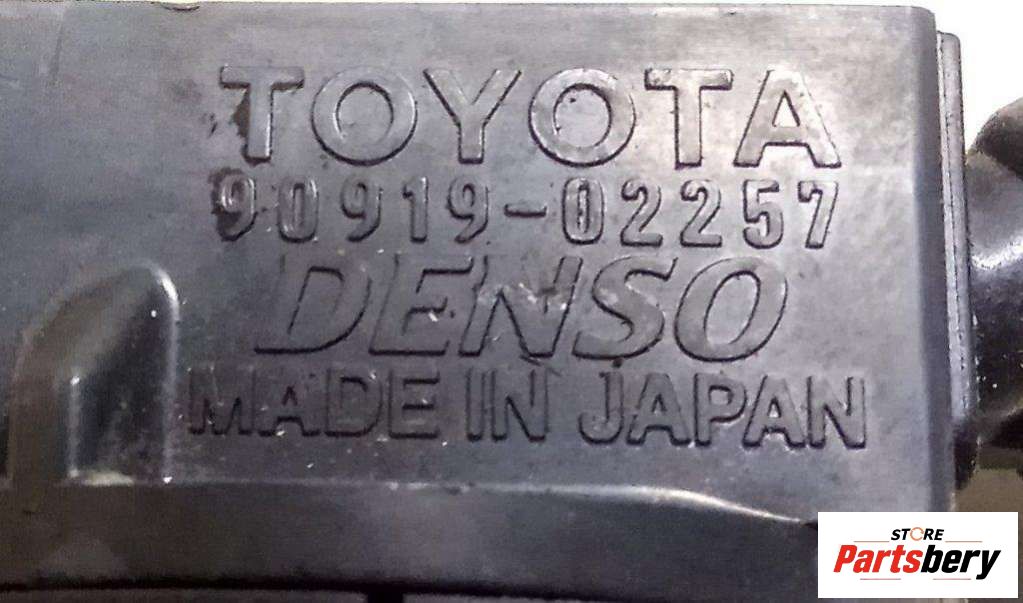 TOYOTA
90919-02257
DENSO
MADE IN JAPAN
STORE
Partsbery